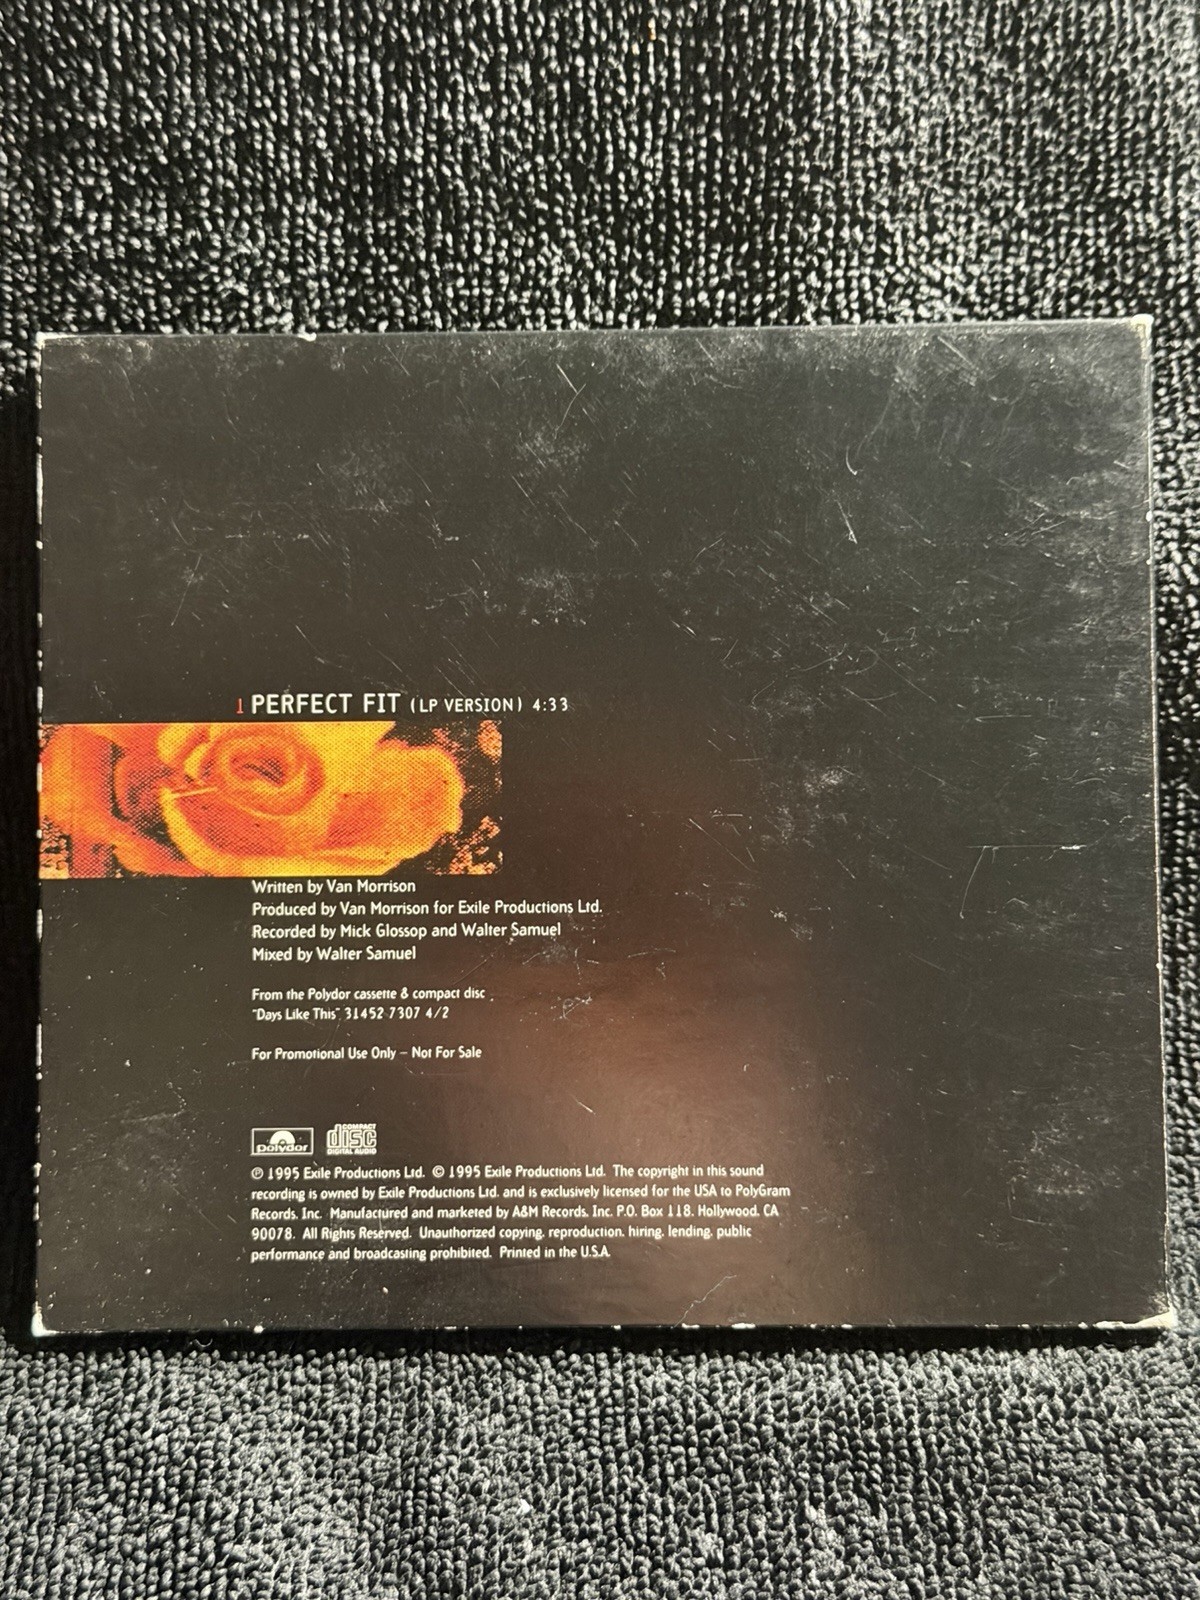 1 PERFECT FIT (LP VERSION) 4:33
Written by Van Morrison
Produced by Van Morrison for Exile Productions Ltd.
Recorded by Mick Glossop and Walter Samuel
Mixed by Walter Samuel
From the Polydor cassette & compact disc
"Days Like This" 31452 7307 4/2
For Promotional Use Only – Not For Sale
polydor COMPACT disc DIGITAL AUDIO
℗ 1995 Exile Productions Ltd. © 1995 Exile Productions Ltd. The copyright in this sound
recording is owned by Exile Productions Ltd. and is exclusively licensed for the USA to PolyGram
Records, Inc. Manufactured and marketed by A&M Records, Inc. P.O. Box 118, Hollywood, CA
90078. All Rights Reserved. Unauthorized copying, reproduction, hiring, lending, public
performance and broadcasting prohibited. Printed in the U.S.A.